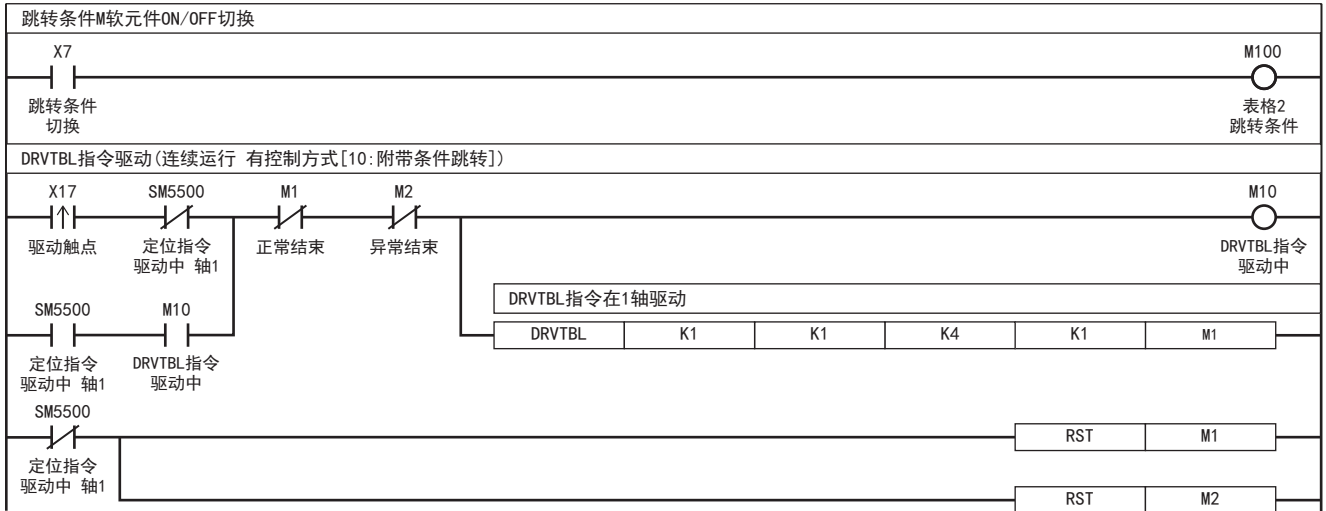 跳转条件M软元件ON/OFF切换
X7
M100
跳转条件
切换
表格2
跳转条件
DRVTBL指令驱动(连续运行 有控制方式[10:附带条件跳转])
X17 SM5500 M1 M2 M10
驱动触点 定位指令 正常结束 异常结束 DRVTBL指令
驱动中 轴1 驱动中
DRVTBL指令在1轴驱动
SM5500 M10
DRVTBL K1 K1 K4 K1 M1
定位指令 DRVTBL指令
驱动中 轴1 驱动中
SM5500
RST M1
定位指令
驱动中 轴1
RST M2